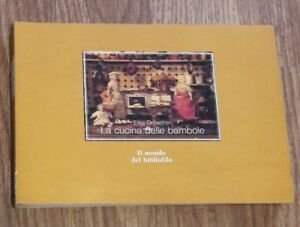 Elke Dröscher
La cucina delle bambole
Il mondo
del bibliofilo